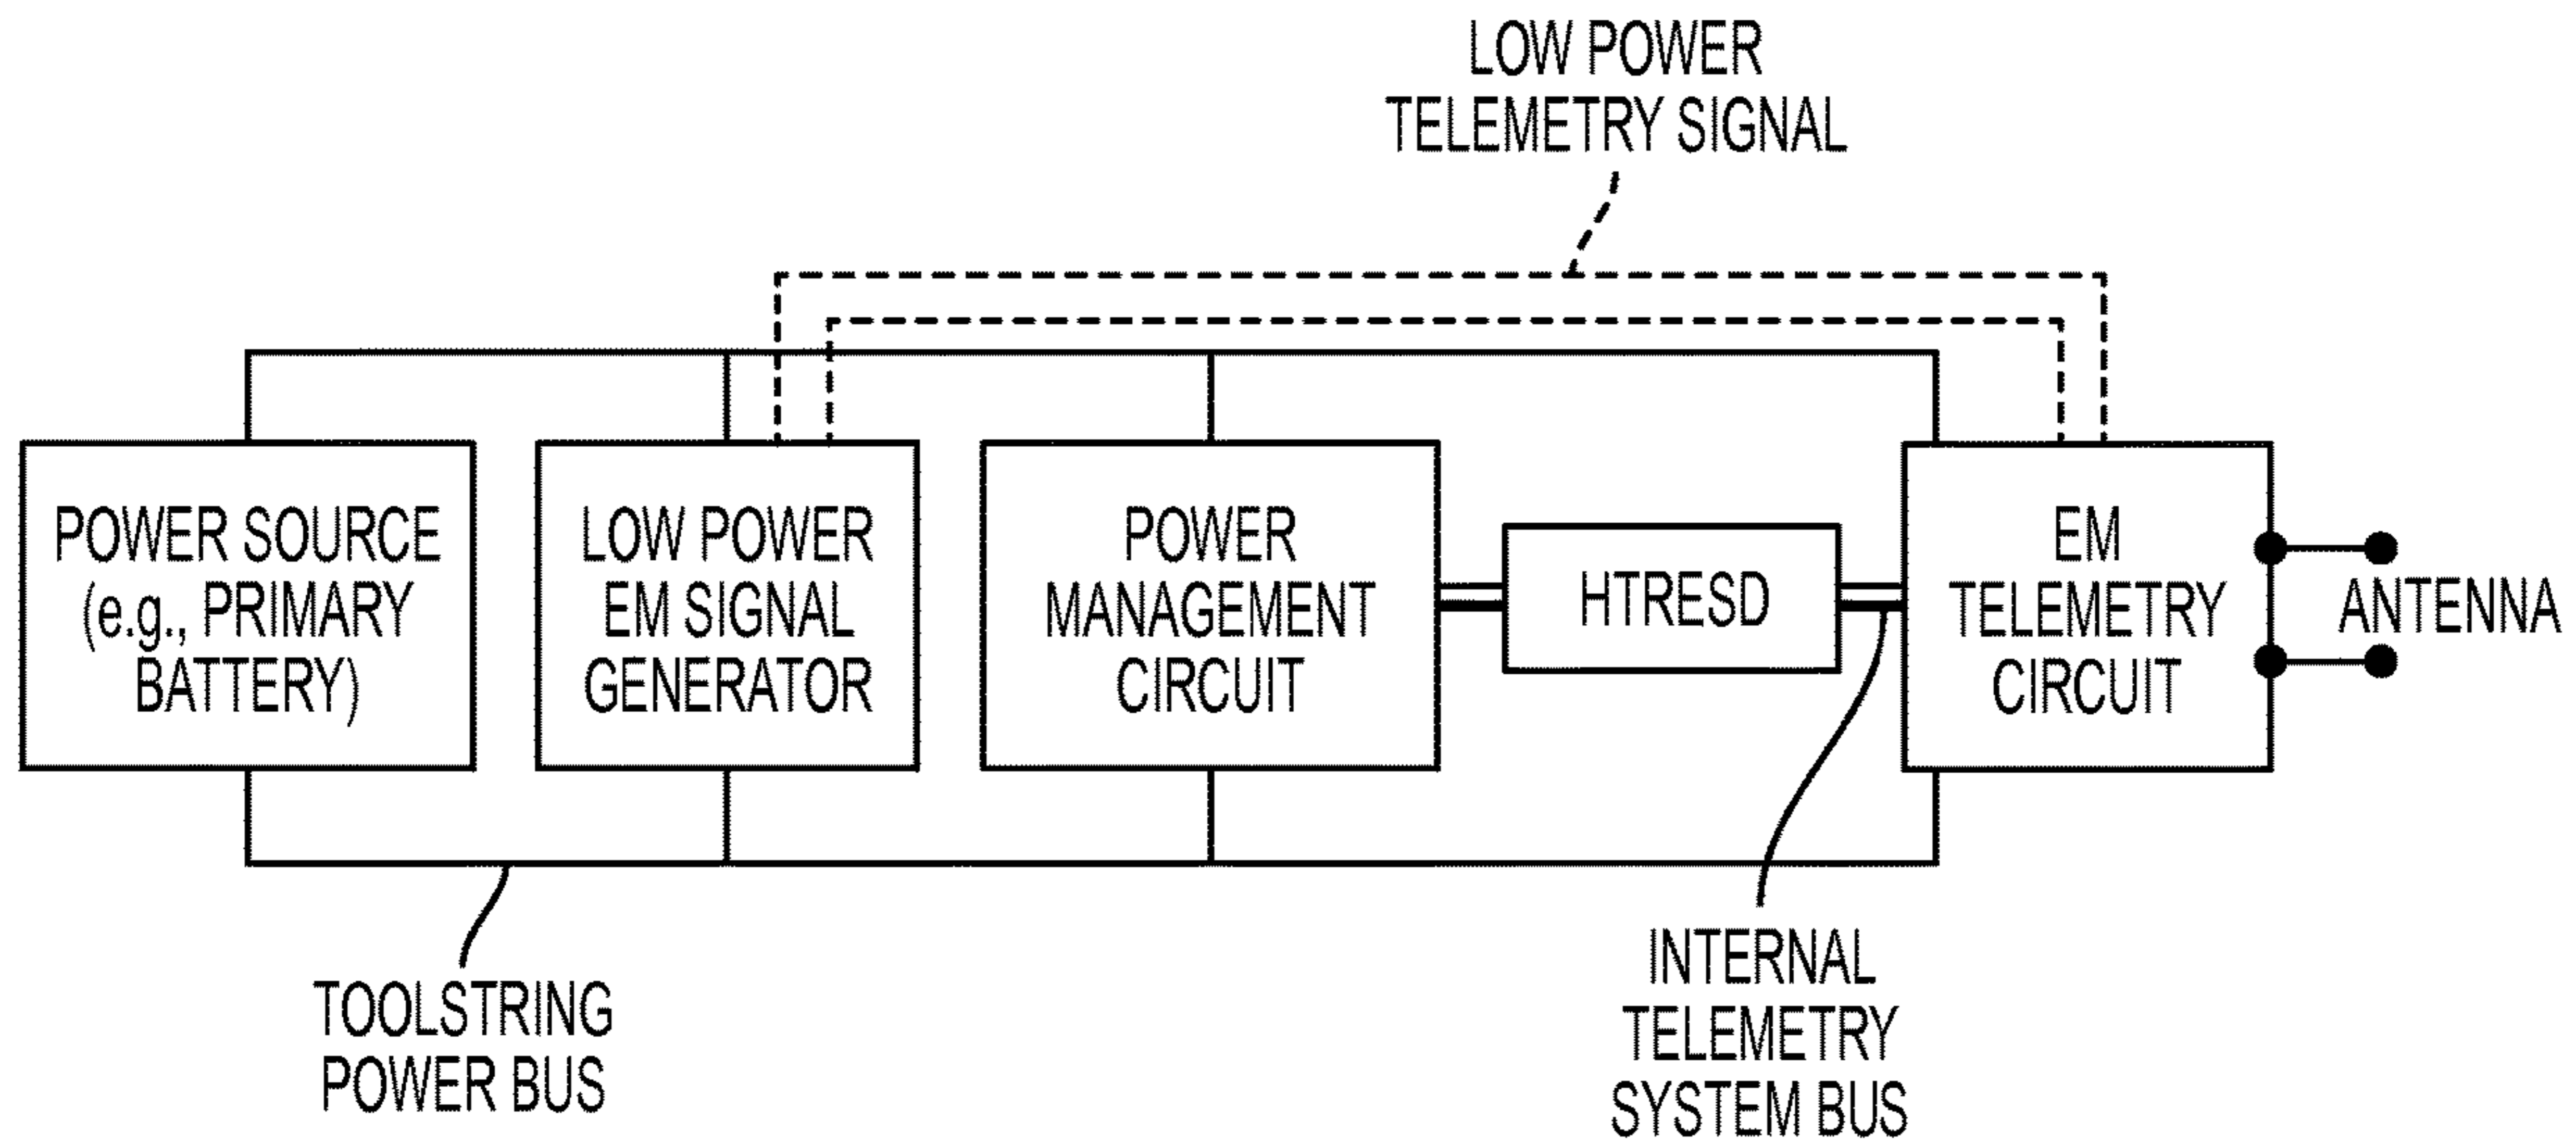 LOW POWER
TELEMETRY SIGNAL
POWER SOURCE
(e.g., PRIMARY
BATTERY)
LOW POWER
EM SIGNAL
GENERATOR
POWER
MANAGEMENT
CIRCUIT
HTRESD
EM
TELEMETRY
CIRCUIT
ANTENNA
TOOLSTRING
POWER BUS
INTERNAL
TELEMETRY
SYSTEM BUS